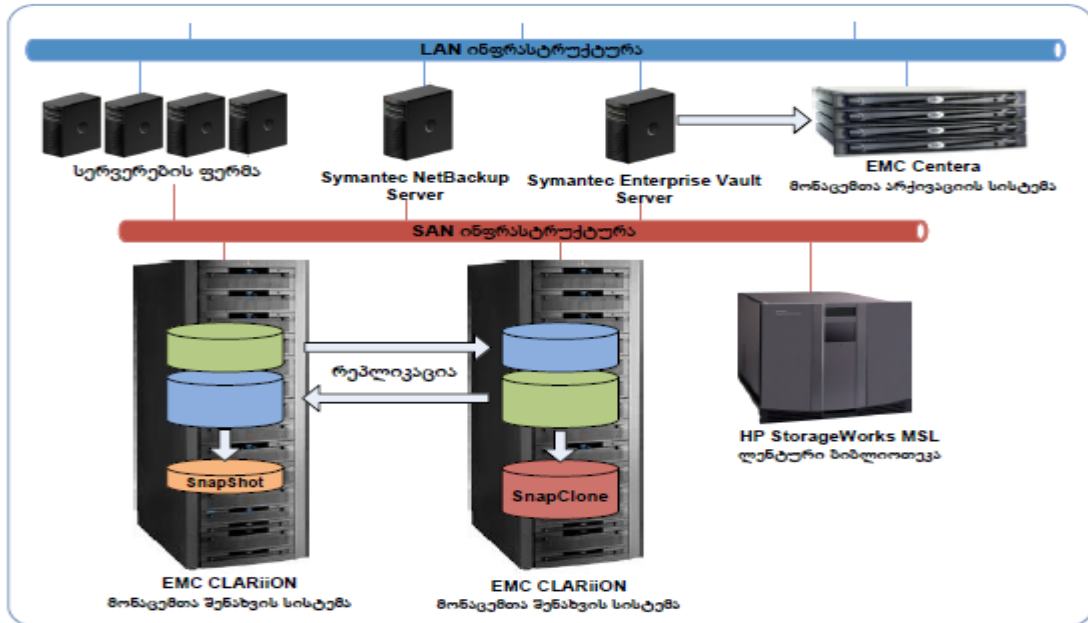 LAN ინფრასტრუქტურა
სერვერების ფერმა
Symantec NetBackup
Server
Symantec Enterprise Vault
Server
EMC Centera
მონაცემთა არქივაციის სისტემა
SAN ინფრასტრუქტურა
რეპლიკაცია
SnapShot
SnapClone
HP StorageWorks MSL
ლენტური ბიბლიოთეკა
EMC CLARiiON
მონაცემთა შენახვის სისტემა
EMC CLARiiON
მონაცემთა შენახვის სისტემა